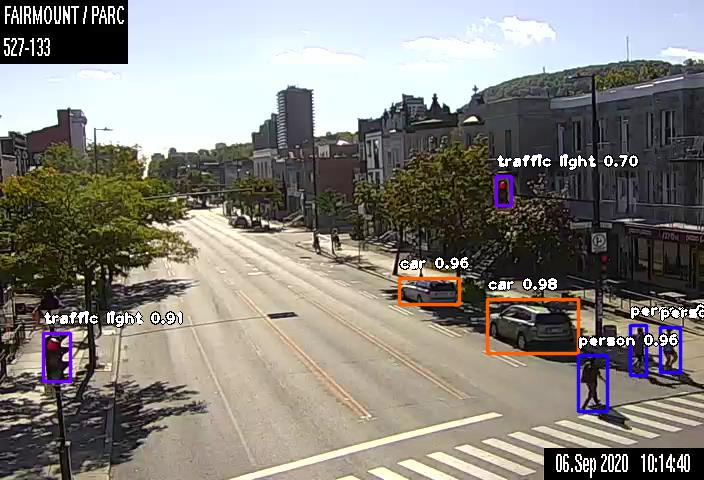 FAIRMOUNT / PARC
527-133
traffic light 0.70
car 0.96
car 0.98
traffic light 0.91
person 0.96
06.Sep 2020 10:14:40